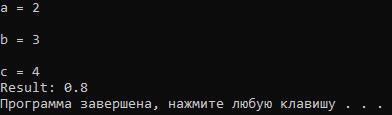 a = 2
b = 3
c = 4
Result: 0.8
Программа завершена, нажмите любую клавишу . . .